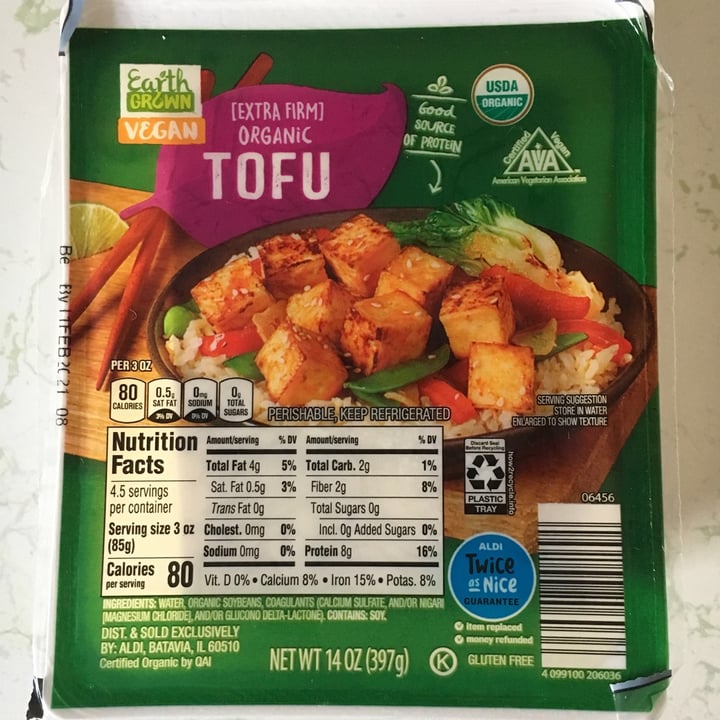 Earth
GROWN
VEGAN
[EXTRA FIRM]
ORGANIC
TOFU
Good
SOURCE
OF PROTEIN
USDA
ORGANIC
Certified Vegan
AVA
American Vegetarian Association
PER 3 OZ
80
CALORIES
0.5g
SAT FAT
3% DV
0mg
SODIUM
0% DV
0g
TOTAL
SUGARS
PERISHABLE, KEEP REFRIGERATED
SERVING SUGGESTION
STORE IN WATER
ENLARGED TO SHOW TEXTURE
Nutrition
Facts
4.5 servings
per container
Serving size 3 oz
(85g)
Calories 80
per serving
Amount/serving % DV
Total Fat 4g 5%
Sat. Fat 0.5g 3%
Trans Fat 0g
Cholest. 0mg 0%
Sodium 0mg 0%
Amount/serving % DV
Total Carb. 2g 1%
Fiber 2g 8%
Total Sugars 0g
Incl. 0g Added Sugars 0%
Protein 8g 16%
Vit. D 0% • Calcium 8% • Iron 15% • Potas. 8%
Discard Seal
Before Recycling
PLASTIC
TRAY
how2recycle.info
06456
ALDI
Twice
as Nice
GUARANTEE
item replaced
money refunded
INGREDIENTS: WATER, ORGANIC SOYBEANS, COAGULANTS (CALCIUM SULFATE, AND/OR NIGARI
[MAGNESIUM CHLORIDE], AND/OR GLUCONO DELTA-LACTONE). CONTAINS: SOY.
DIST. & SOLD EXCLUSIVELY
BY: ALDI, BATAVIA, IL 60510
Certified Organic by QAI
NET WT 14 OZ (397g)
K
GLUTEN FREE
4 099100 206036